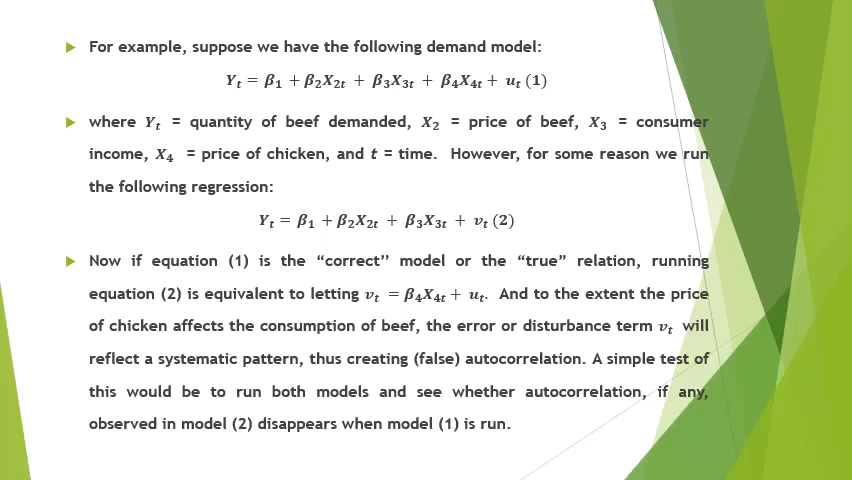 For example, suppose we have the following demand model:
Yₜ = β₁ + β₂X₂ₜ + β₃X₃ₜ + β₄X₄ₜ + uₜ (1)
where Yₜ = quantity of beef demanded, X₂ = price of beef, X₃ = consumer
income, X₄ = price of chicken, and t = time. However, for some reason we run
the following regression:
Yₜ = β₁ + β₂X₂ₜ + β₃X₃ₜ + vₜ (2)
Now if equation (1) is the “correct” model or the “true” relation, running
equation (2) is equivalent to letting vₜ = β₄X₄ₜ + uₜ. And to the extent the price
of chicken affects the consumption of beef, the error or disturbance term vₜ will
reflect a systematic pattern, thus creating (false) autocorrelation. A simple test of
this would be to run both models and see whether autocorrelation, if any,
observed in model (2) disappears when model (1) is run.